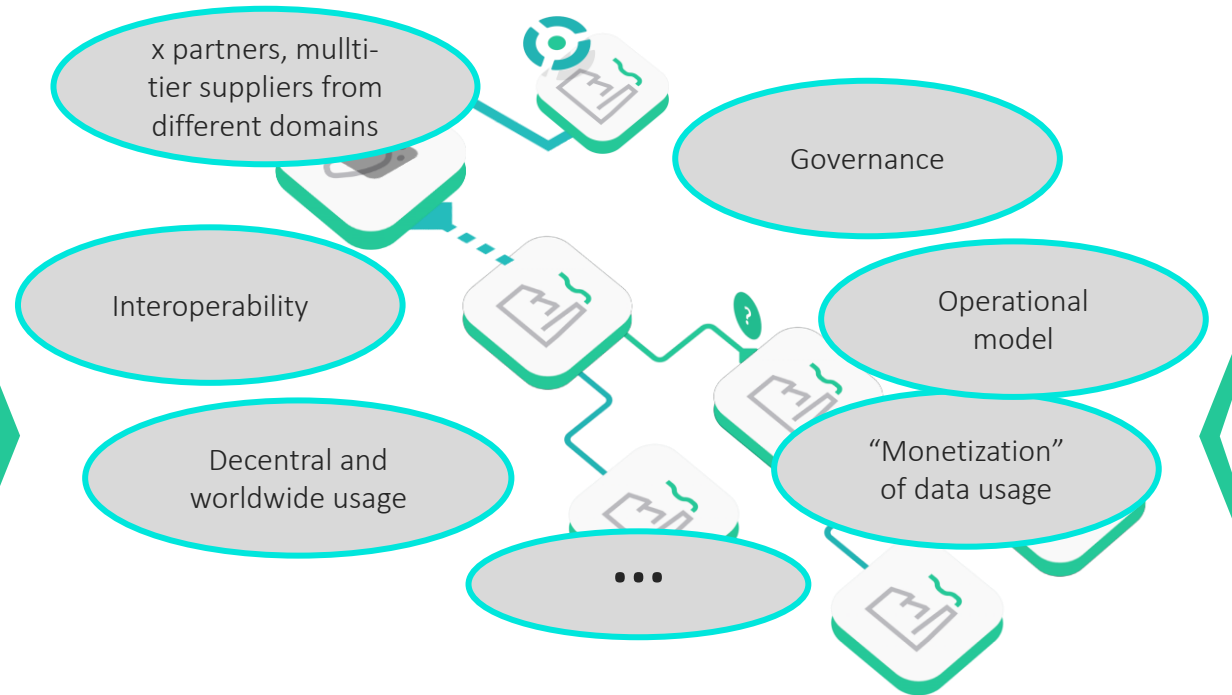 x partners, mullti-
tier suppliers from
different domains
Governance
Interoperability
Operational
model
?
Decentral and
worldwide usage
“Monetization”
of data usage
...